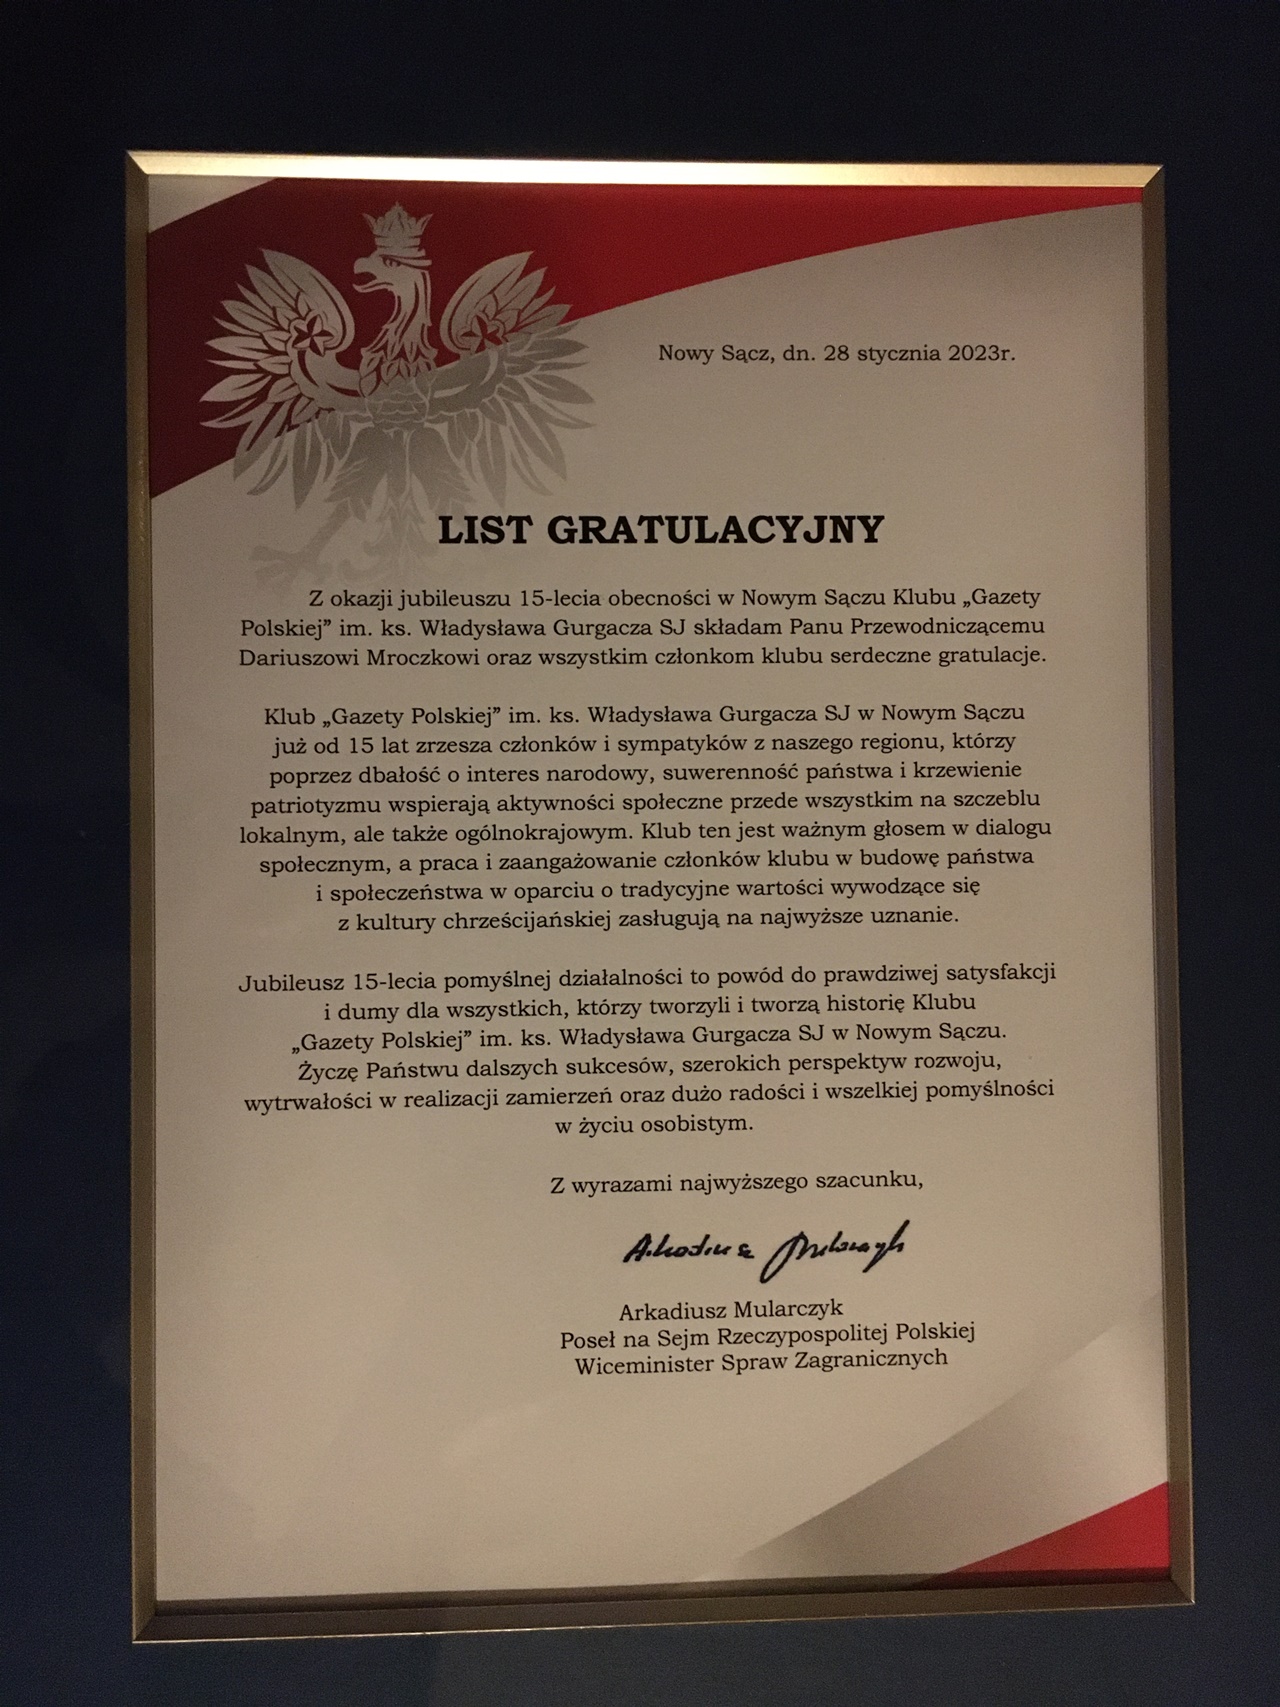 Nowy Sącz, dn. 28 stycznia 2023r.
LIST GRATULACYJNY
Z okazji jubileuszu 15-lecia obecności w Nowym Sączu Klubu „Gazety
Polskiej” im. ks. Władysława Gurgacza SJ składam Panu Przewodniczącemu
Dariuszowi Mroczkowi oraz wszystkim członkom klubu serdeczne gratulacje.
Klub „Gazety Polskiej” im. ks. Władysława Gurgacza SJ w Nowym Sączu
już od 15 lat zrzesza członków i sympatyków z naszego regionu, którzy
poprzez dbałość o interes narodowy, suwerenność państwa i krzewienie
patriotyzmu wspierają aktywności społeczne przede wszystkim na szczeblu
lokalnym, ale także ogólnokrajowym. Klub ten jest ważnym głosem w dialogu
społecznym, a praca i zaangażowanie członków klubu w budowę państwa
i społeczeństwa w oparciu o tradycyjne wartości wywodzące się
z kultury chrześcijańskiej zasługują na najwyższe uznanie.
Jubileusz 15-lecia pomyślnej działalności to powód do prawdziwej satysfakcji
i dumy dla wszystkich, którzy tworzyli i tworzą historię Klubu
„Gazety Polskiej” im. ks. Władysława Gurgacza SJ w Nowym Sączu.
Życzę Państwu dalszych sukcesów, szerokich perspektyw rozwoju,
wytrwałości w realizacji zamierzeń oraz dużo radości i wszelkiej pomyślności
w życiu osobistym.
Z wyrazami najwyższego szacunku,
Arkadiusz Mularczyk
Arkadiusz Mularczyk
Poseł na Sejm Rzeczypospolitej Polskiej
Wiceminister Spraw Zagranicznych